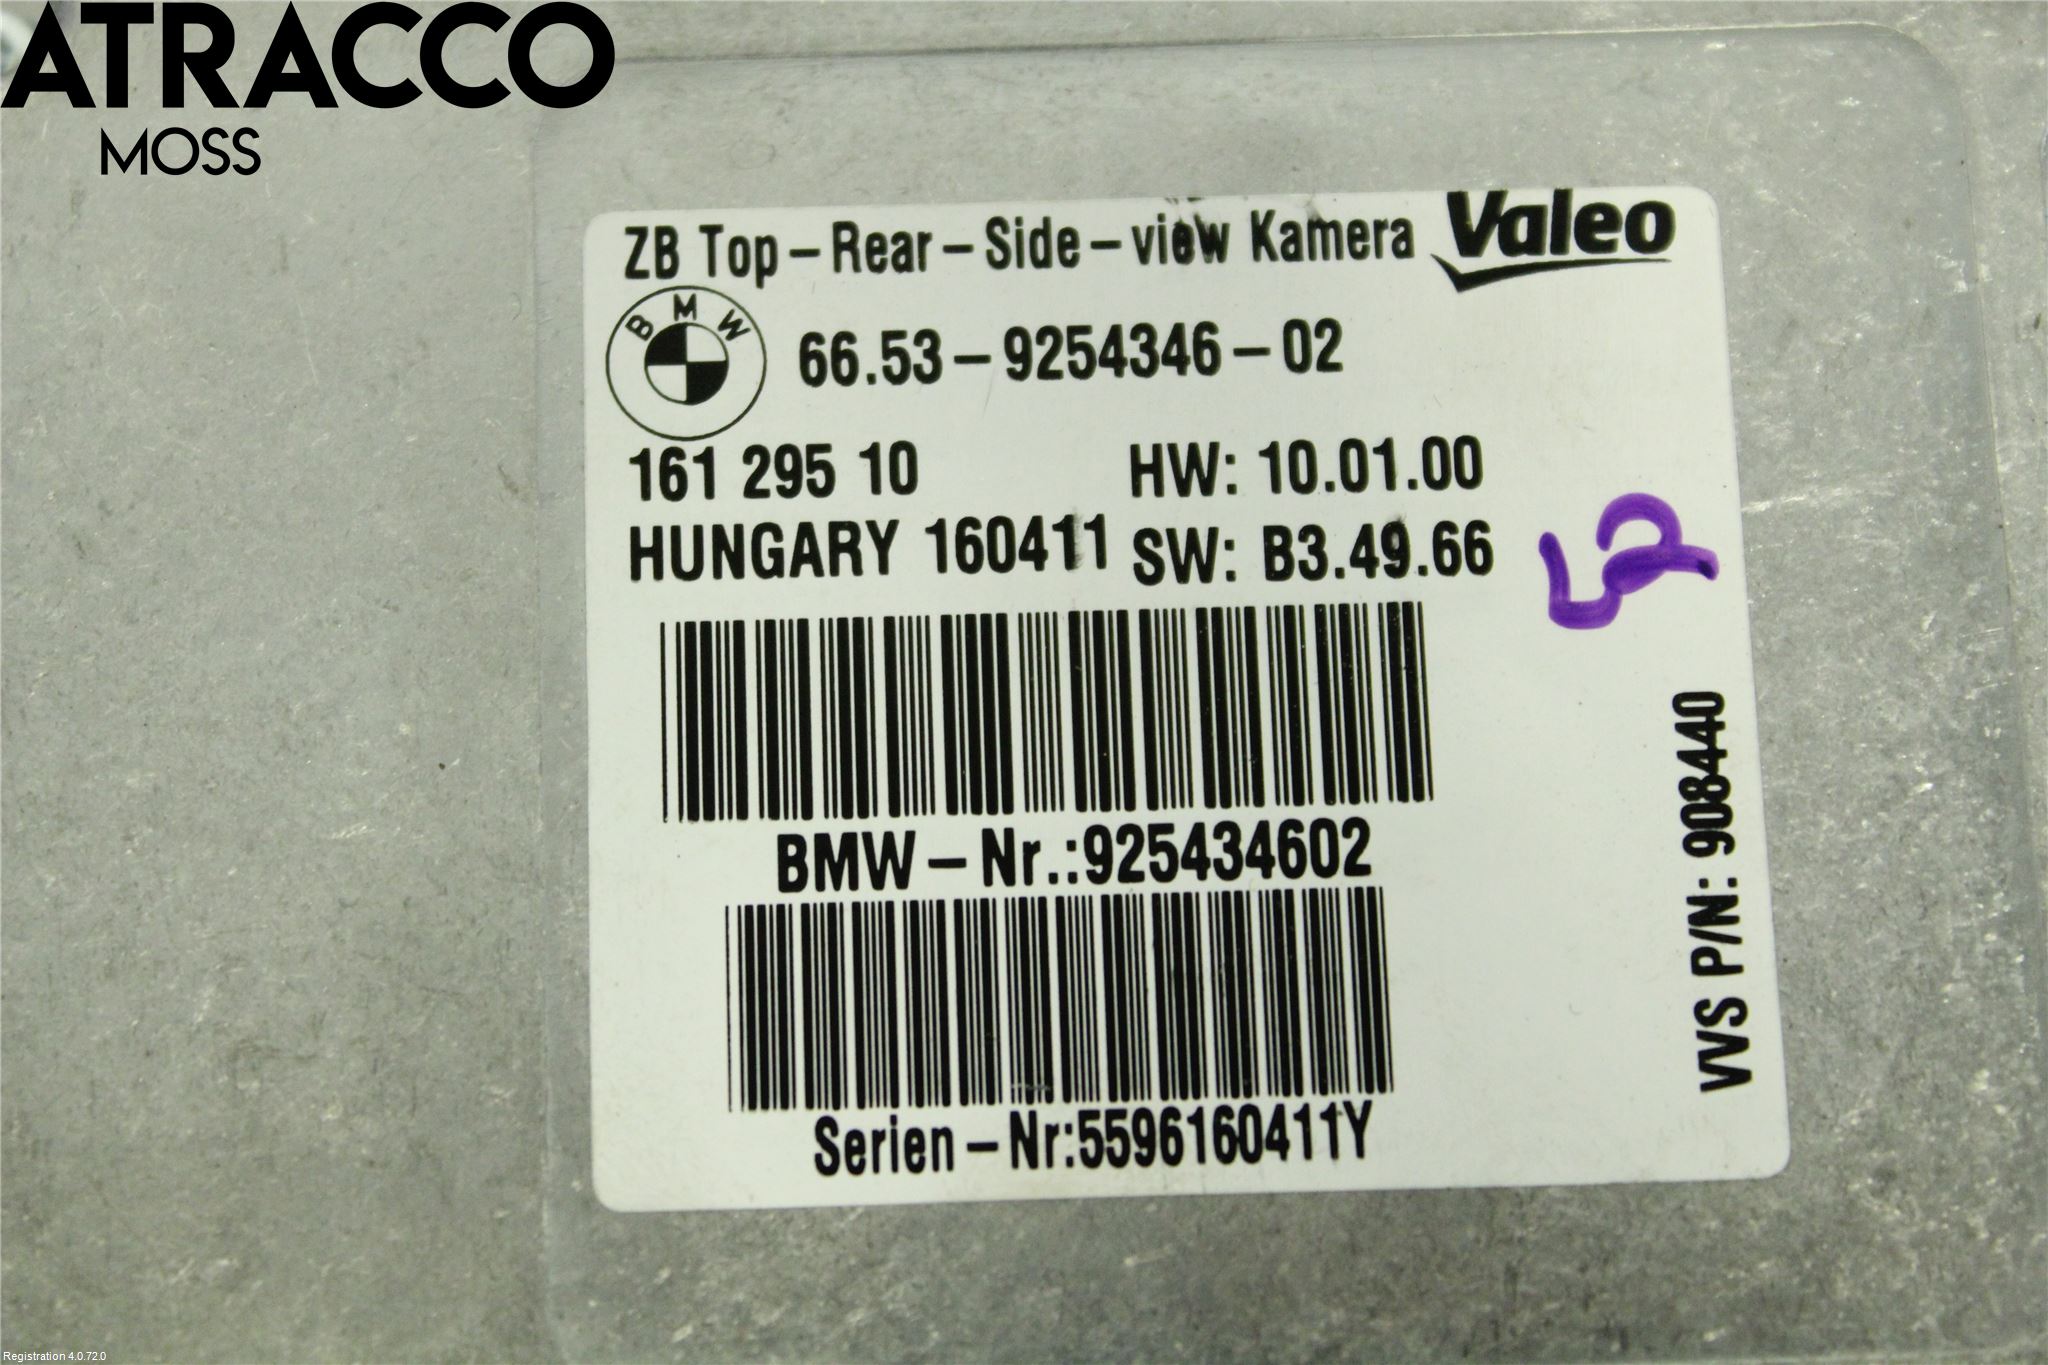 ATRACCO
MOSS
ZB Top-Rear-Side-view Kamera
Valeo
BMW
66.53-9254346-02
161 295 10
HW: 10.01.00
HUNGARY 160411
SW: B3.49.66
BMW-Nr.:925434602
Serien-Nr:5596160411Y
VVS P/N: 908440
Registration 4.0.72.0